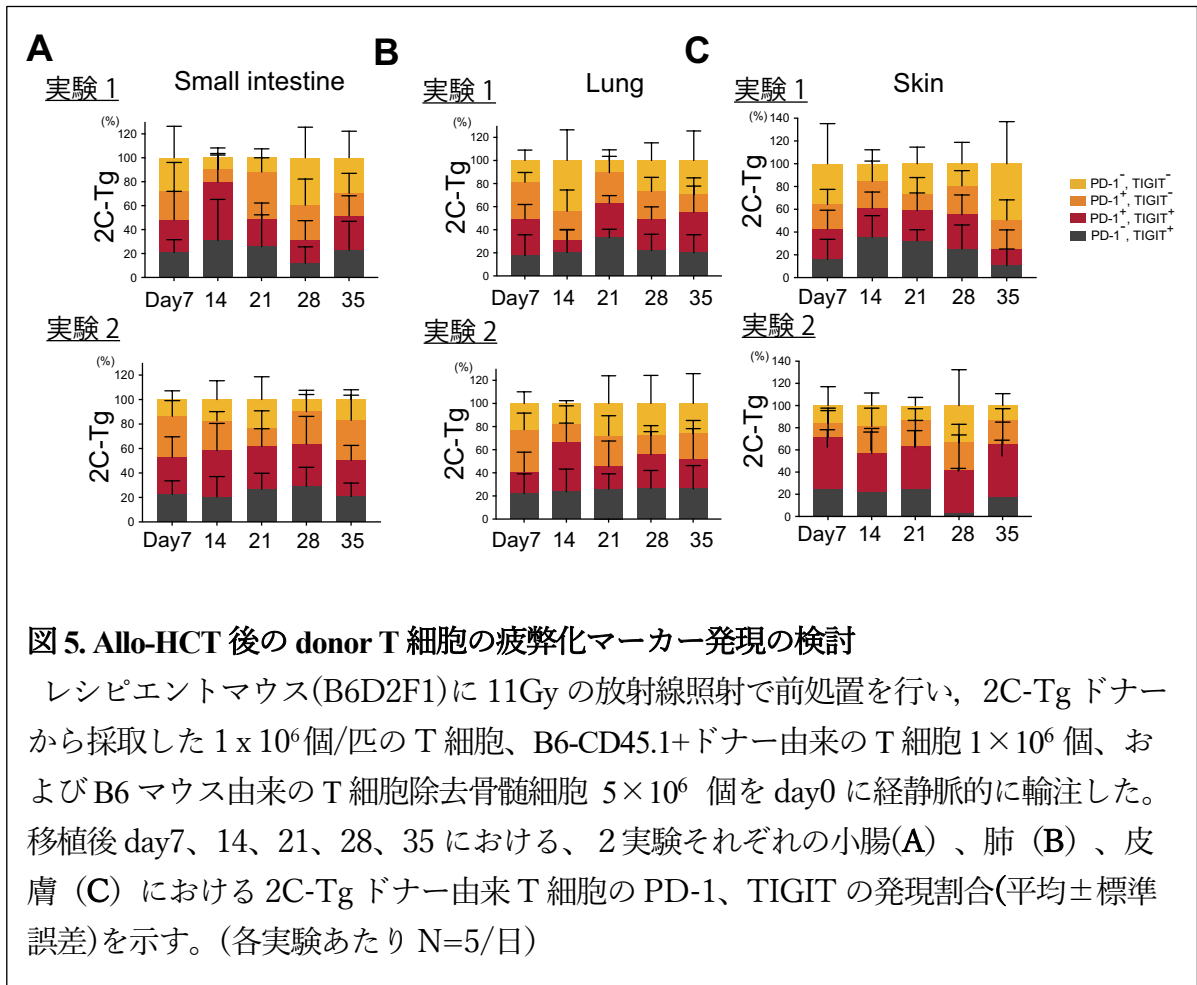 A
B
C
実験 1
Small intestine
実験 1
Lung
実験 1
Skin
(%)
120
100
80
60
40
20
0
2C-Tg
Day7 14 21 28 35
(%)
120
100
80
60
40
20
0
Day7 14 21 28 35
(%)
140
120
100
80
60
40
20
0
2C-Tg
Day7 14 21 28 35
PD-1⁻, TIGIT⁻
PD-1⁺, TIGIT⁻
PD-1⁺, TIGIT⁺
PD-1⁻, TIGIT⁺
実験 2
実験 2
実験 2
(%)
120
100
80
60
40
20
0
2C-Tg
Day7 14 21 28 35
(%)
120
100
80
60
40
20
0
2C-Tg
Day7 14 21 28 35
(%)
140
120
100
80
60
40
20
0
2C-Tg
Day7 14 21 28 35
図 5. Allo-HCT 後の donor T 細胞の疲弊化マーカー発現の検討
レシピエントマウス(B6D2F1)に 11Gy の放射線照射で前処置を行い，2C-Tg ドナー
から採取した 1 x 10⁶個/匹の T 細胞、B6-CD45.1+ドナー由来の T 細胞 1×10⁶ 個、お
よび B6 マウス由来の T 細胞除去骨髄細胞 5×10⁶ 個を day0 に経静脈的に輸注した。
移植後 day7、14、21、28、35 における、２実験それぞれの小腸(A）、肺（B）、皮
膚（C）における 2C-Tg ドナー由来 T 細胞の PD-1、TIGIT の発現割合(平均±標準
誤差)を示す。(各実験あたり N=5/日）